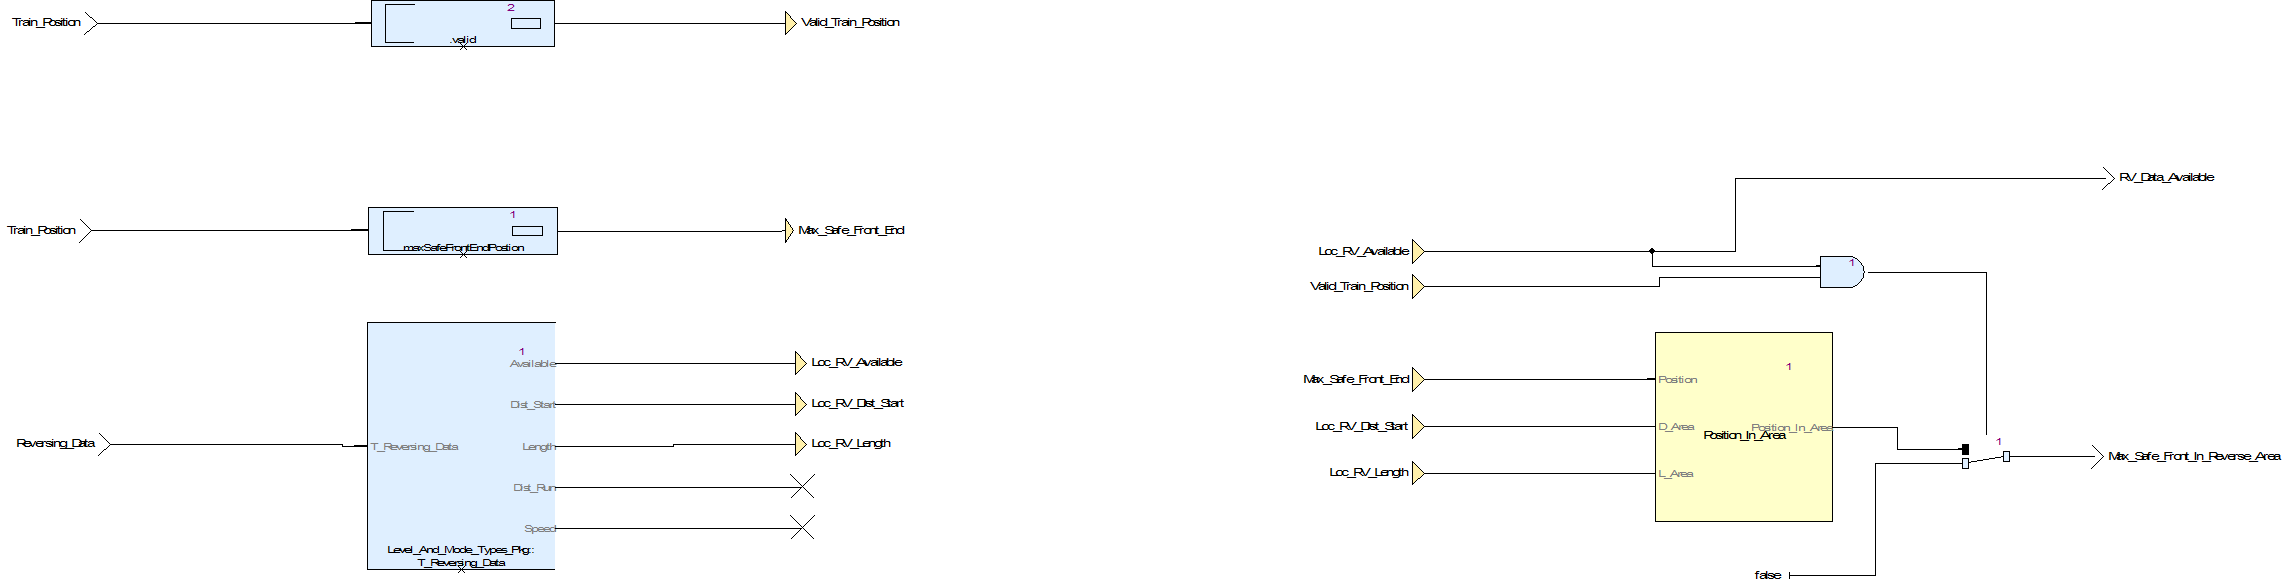 Train_Position
2
.valid
Valid_Train_Position
Train_Position
1
.maxSafeFrontEndPostion
Max_Safe_Front_End
1
Available
Loc_RV_Available
Dist_Start
Loc_RV_Dist_Start
Reversing_Data
T_Reversing_Data
Length
Loc_RV_Length
Dist_Run
Speed
Level_And_Mode_Types_Pkg::
T_Reversing_Data
RV_Data_Available
Loc_RV_Available
1
Valid_Train_Position
1
Max_Safe_Front_End
Position
Loc_RV_Dist_Start
D_Area
Position_In_Area
Position_In_Area
1
Loc_RV_Length
L_Area
Max_Safe_Front_In_Reverse_Area
false